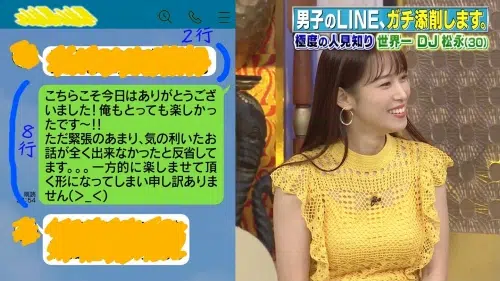 男子のLINE、ガチ添削します。
極度の人見知り 世界一 DJ松永(30)
2行
8行
こちらこそ今日はありがとうござ
いました!俺もとっても楽しかっ
たです〜!!
ただ緊張のあまり、気の利いたお
話が全く出来なかったと反省して
ます。。。一方的に楽しませて頂
く形になってしまい申し訳ありま
せん(>_<)
既読